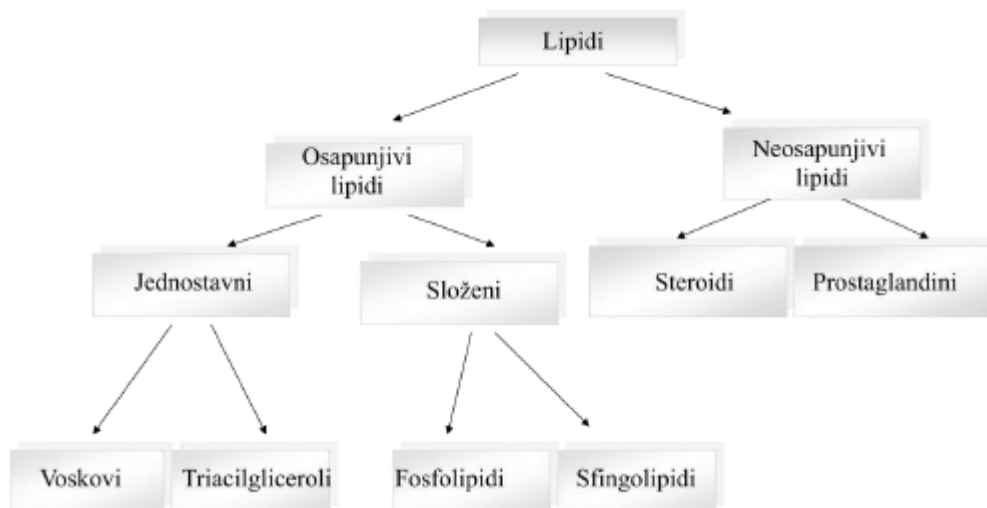 Lipidi
Osapunjivi
lipidi
Neosapunjivi
lipidi
Jednostavni
Složeni
Steroidi
Prostaglandini
Voskovi
Triacilgliceroli
Fosfolipidi
Sfingolipidi